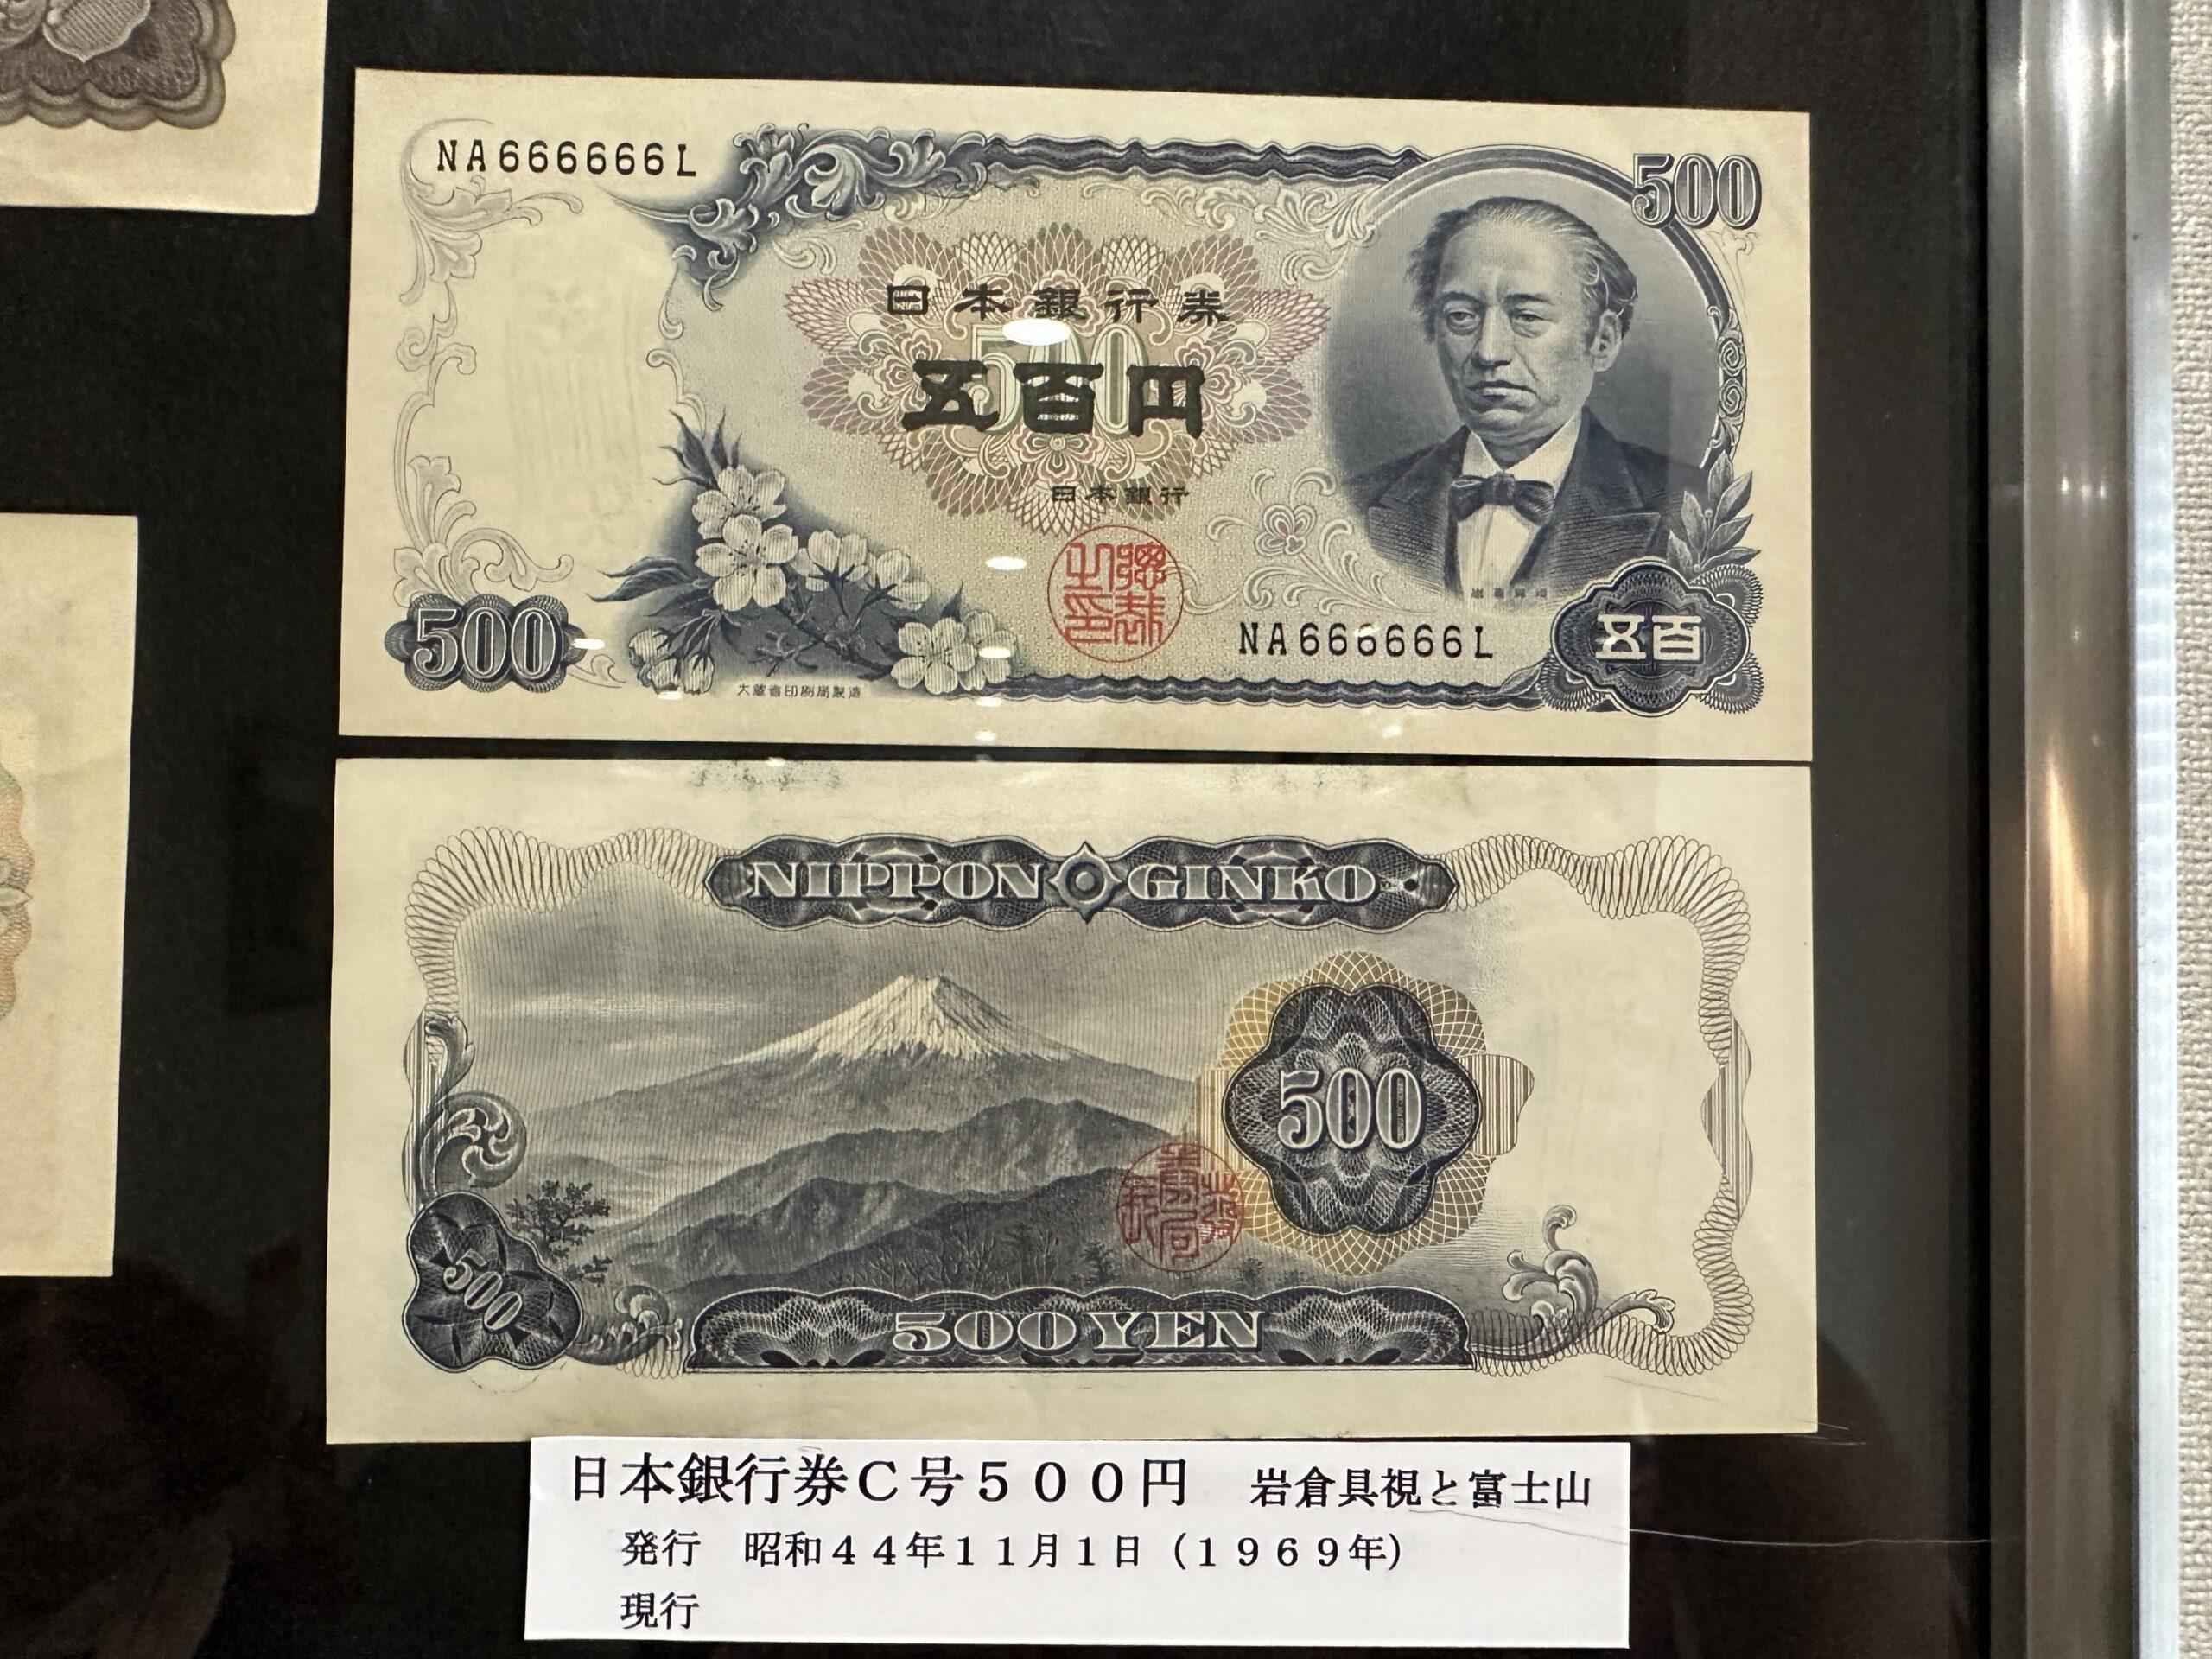 NA666666L
500
日本銀行券
500
五百円
日本銀行
NA666666L
500
五百
大蔵省印刷局製造
NIPPON GINKO
500
500
500 YEN
日本銀行券C号500円 岩倉具視と富士山
発行 昭和44年11月1日(1969年)
現行